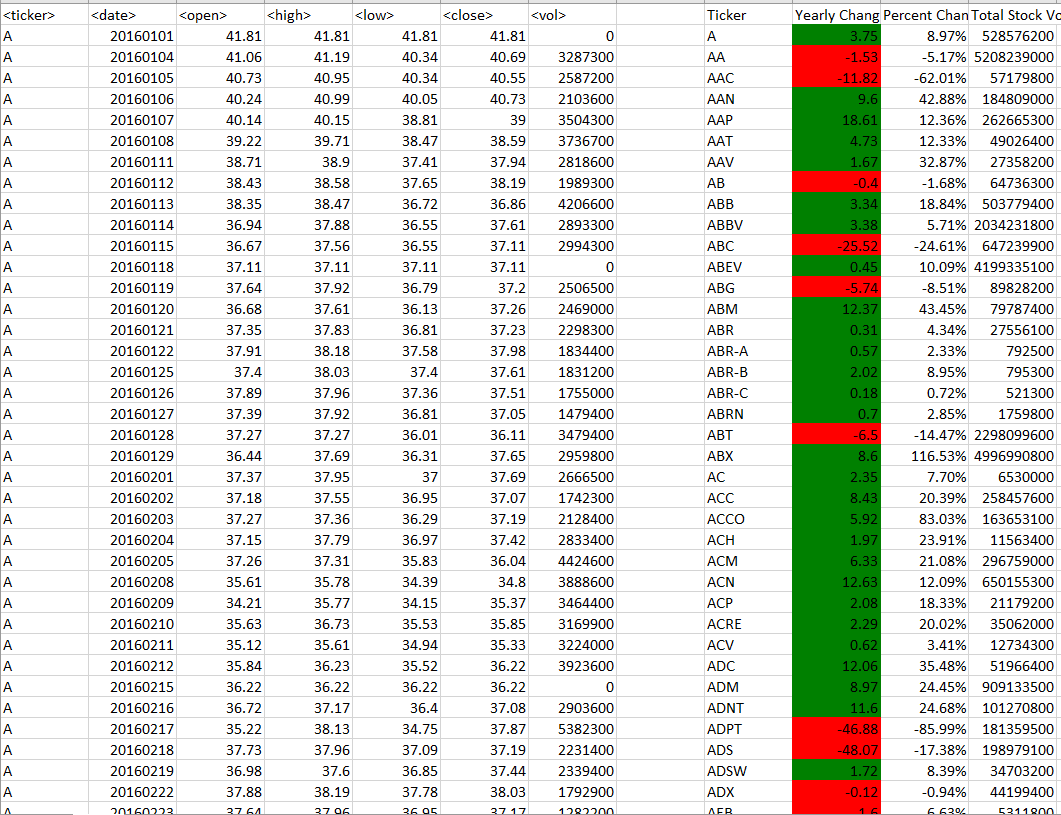 <ticker> <date> <open> <high> <low> <close> <vol> Ticker Yearly Chang Percent Chan Total Stock Vo
A 20160101 41.81 41.81 41.81 41.81 0 A 3.75 8.97% 528576200
A 20160104 41.06 41.19 40.34 40.69 3287300 AA -1.53 -5.17% 5208239000
A 20160105 40.73 40.95 40.34 40.55 2587200 AAC -11.82 -62.01% 57179800
A 20160106 40.24 40.99 40.05 40.73 2103600 AAN 9.6 42.88% 184809000
A 20160107 40.14 40.15 38.81 39 3504300 AAP 18.61 12.36% 262665300
A 20160108 39.22 39.71 38.47 38.59 3736700 AAT 4.73 12.33% 49026400
A 20160111 38.71 38.9 37.41 37.94 2818600 AAV 1.67 32.87% 27358200
A 20160112 38.43 38.58 37.65 38.19 1989300 AB -0.4 -1.68% 64736300
A 20160113 38.35 38.47 36.72 36.86 4206600 ABB 3.34 18.84% 503779400
A 20160114 36.94 37.88 36.55 37.61 2893300 ABBV 3.38 5.71% 2034231800
A 20160115 36.67 37.56 36.55 37.11 2994300 ABC -25.52 -24.61% 647239900
A 20160118 37.11 37.11 37.11 37.11 0 ABEV 0.45 10.09% 4199335100
A 20160119 37.64 37.92 36.79 37.2 2506500 ABG -5.74 -8.51% 89828200
A 20160120 36.68 37.61 36.13 37.26 2469000 ABM 12.37 43.45% 79787400
A 20160121 37.35 37.83 36.81 37.23 2298300 ABR 0.31 4.34% 27556100
A 20160122 37.91 38.18 37.58 37.98 1834400 ABR-A 0.57 2.33% 792500
A 20160125 37.4 38.03 37.4 37.61 1831200 ABR-B 2.02 8.95% 795300
A 20160126 37.89 37.96 37.36 37.51 1755000 ABR-C 0.18 0.72% 521300
A 20160127 37.39 37.92 36.81 37.05 1479400 ABRN 0.7 2.85% 1759800
A 20160128 37.27 37.27 36.01 36.11 3479400 ABT -6.5 -14.47% 2298099600
A 20160129 36.44 37.69 36.31 37.65 2959800 ABX 8.6 116.53% 4996990800
A 20160201 37.37 37.95 37 37.69 2666500 AC 2.35 7.70% 6530000
A 20160202 37.18 37.55 36.95 37.07 1742300 ACC 8.43 20.39% 258457600
A 20160203 37.27 37.36 36.29 37.19 2128400 ACCO 5.92 83.03% 163653100
A 20160204 37.15 37.79 36.97 37.42 2833400 ACH 1.97 23.91% 11563400
A 20160205 37.26 37.31 35.83 36.04 4424600 ACM 6.33 21.08% 296759000
A 20160208 35.61 35.78 34.39 34.8 3888600 ACN 12.63 12.09% 650155300
A 20160209 34.21 35.77 34.15 35.37 3464400 ACP 2.08 18.33% 21179200
A 20160210 35.63 36.73 35.53 35.85 3169900 ACRE 2.29 20.02% 35062000
A 20160211 35.12 35.61 34.94 35.33 3224000 ACV 0.62 3.41% 12734300
A 20160212 35.84 36.23 35.52 36.22 3923600 ADC 12.06 35.48% 51966400
A 20160215 36.22 36.22 36.22 36.22 0 ADM 8.97 24.45% 909133500
A 20160216 36.72 37.17 36.4 37.08 2903600 ADNT 11.6 24.68% 101270800
A 20160217 35.22 38.13 34.75 37.87 5382300 ADPT -46.88 -85.99% 181359500
A 20160218 37.73 37.96 37.09 37.19 2231400 ADS -48.07 -17.38% 198979100
A 20160219 36.98 37.6 36.85 37.44 2339400 ADSW 1.72 8.39% 34703200
A 20160222 37.88 38.19 37.78 38.03 1792900 ADX -0.12 -0.94% 44199400
A 20160223 37.64 37.96 36.95 37.17 1282200 AEB